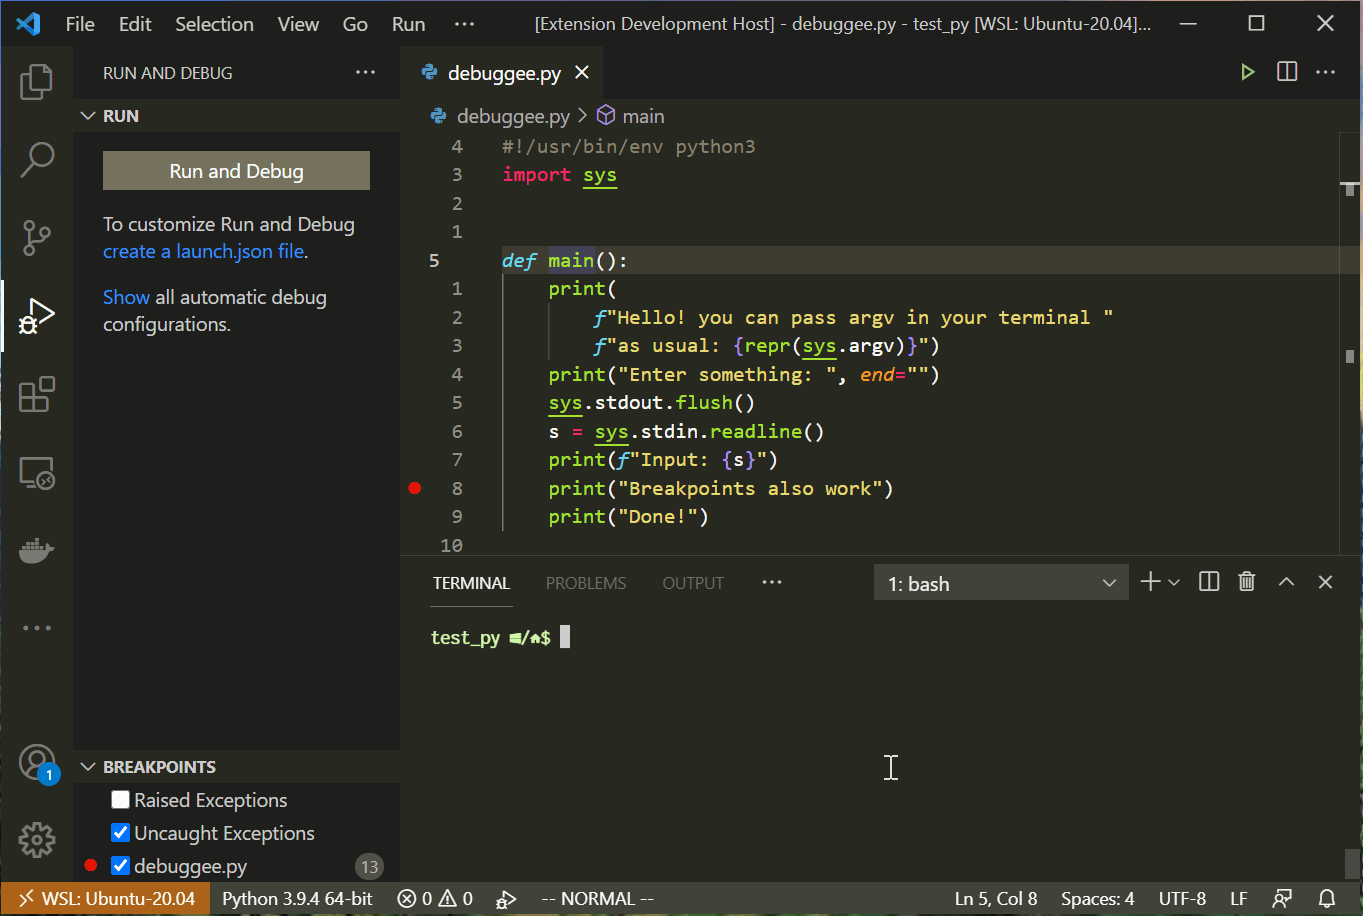 File Edit Selection View Go Run ··· [Extension Development Host] - debuggee.py - test_py [WSL: Ubuntu-20.04]...
RUN AND DEBUG ···
debuggee.py
RUN
Run and Debug
To customize Run and Debug
create a launch.json file.
Show all automatic debug
configurations.
debuggee.py > main
4 #!/usr/bin/env python3
3 import sys
2
1
5 def main():
1 print(
2 f"Hello! you can pass argv in your terminal "
3 f"as usual: {repr(sys.argv)}")
4 print("Enter something: ", end="")
5 sys.stdout.flush()
6 s = sys.stdin.readline()
7 print(f"Input: {s}")
8 print("Breakpoints also work")
9 print("Done!")
10
TERMINAL PROBLEMS OUTPUT ··· 1: bash
test_py /$
1
BREAKPOINTS
Raised Exceptions
Uncaught Exceptions
debuggee.py 13
WSL: Ubuntu-20.04 Python 3.9.4 64-bit 0 0 -- NORMAL -- Ln 5, Col 8 Spaces: 4 UTF-8 LF